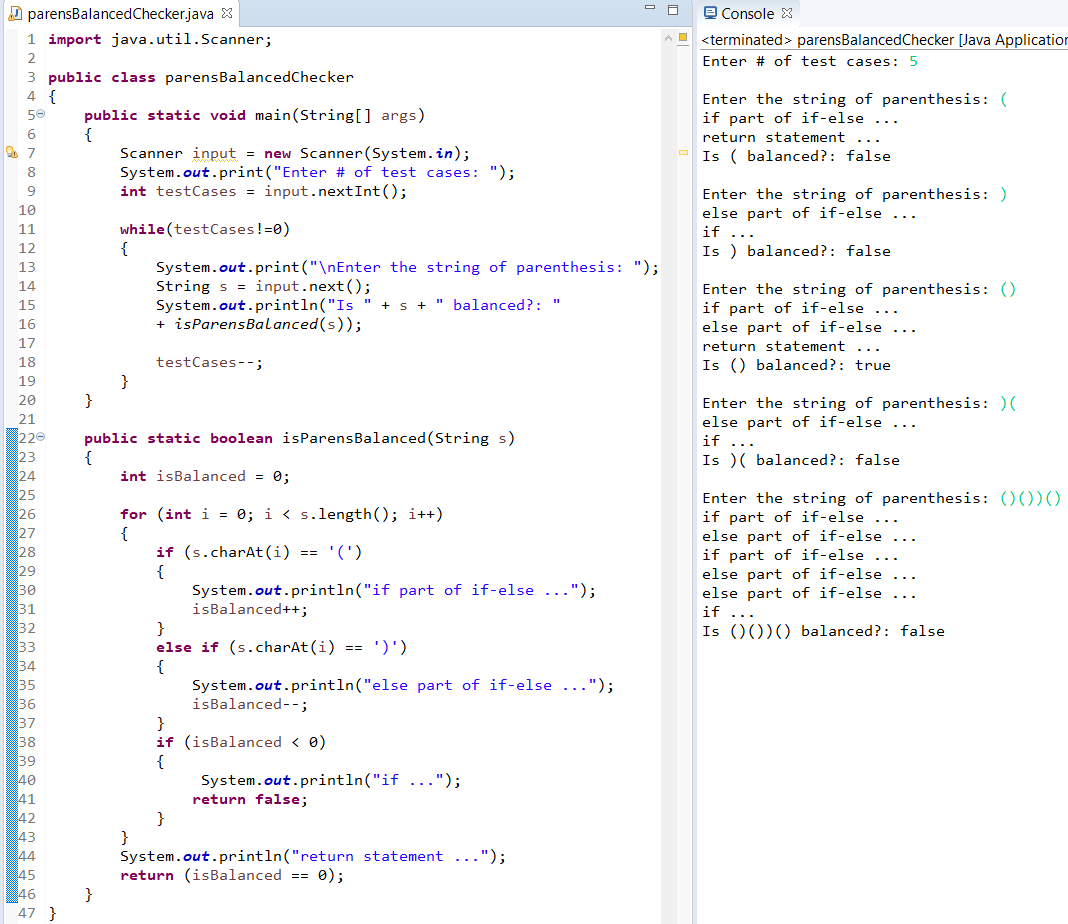 parensBalancedChecker.java
1 import java.util.Scanner;
2
3 public class parensBalancedChecker
4 {
5 public static void main(String[] args)
6 {
7 Scanner input = new Scanner(System.in);
8 System.out.print("Enter # of test cases: ");
9 int testCases = input.nextInt();
10
11 while(testCases!=0)
12 {
13 System.out.print("\nEnter the string of parenthesis: ");
14 String s = input.next();
15 System.out.println("Is " + s + " balanced?: "
16 + isParensBalanced(s));
17
18 testCases--;
19 }
20 }
21
22 public static boolean isParensBalanced(String s)
23 {
24 int isBalanced = 0;
25
26 for (int i = 0; i < s.length(); i++)
27 {
28 if (s.charAt(i) == '(')
29 {
30 System.out.println("if part of if-else ...");
31 isBalanced++;
32 }
33 else if (s.charAt(i) == ')')
34 {
35 System.out.println("else part of if-else ...");
36 isBalanced--;
37 }
38 if (isBalanced < 0)
39 {
40 System.out.println("if ...");
41 return false;
42 }
43 }
44 System.out.println("return statement ...");
45 return (isBalanced == 0);
46 }
47 }
Console
<terminated> parensBalancedChecker [Java Application
Enter # of test cases: 5
Enter the string of parenthesis: (
if part of if-else ...
return statement ...
Is ( balanced?: false
Enter the string of parenthesis: )
else part of if-else ...
if ...
Is ) balanced?: false
Enter the string of parenthesis: ()
if part of if-else ...
else part of if-else ...
return statement ...
Is () balanced?: true
Enter the string of parenthesis: )(
else part of if-else ...
if ...
Is )( balanced?: false
Enter the string of parenthesis: ()())()
if part of if-else ...
else part of if-else ...
if part of if-else ...
else part of if-else ...
else part of if-else ...
if ...
Is ()())() balanced?: false